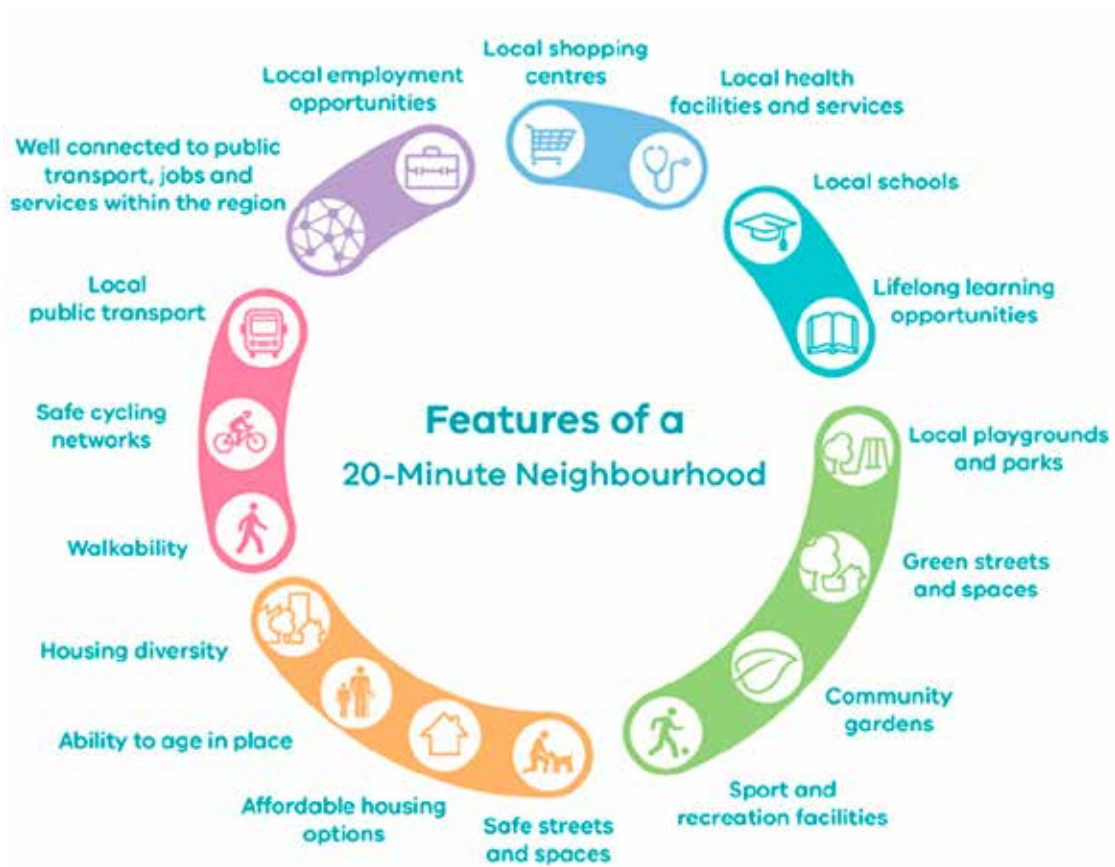 Features of a
20-Minute Neighbourhood
Local shopping
centres
Local health
facilities and services
Local schools
Lifelong learning
opportunities
Local playgrounds
and parks
Green streets
and spaces
Community
gardens
Sport and
recreation facilities
Safe streets
and spaces
Affordable housing
options
Ability to age in place
Housing diversity
Walkability
Safe cycling
networks
Local
public transport
Well connected to public
transport, jobs and
services within the region
Local employment
opportunities